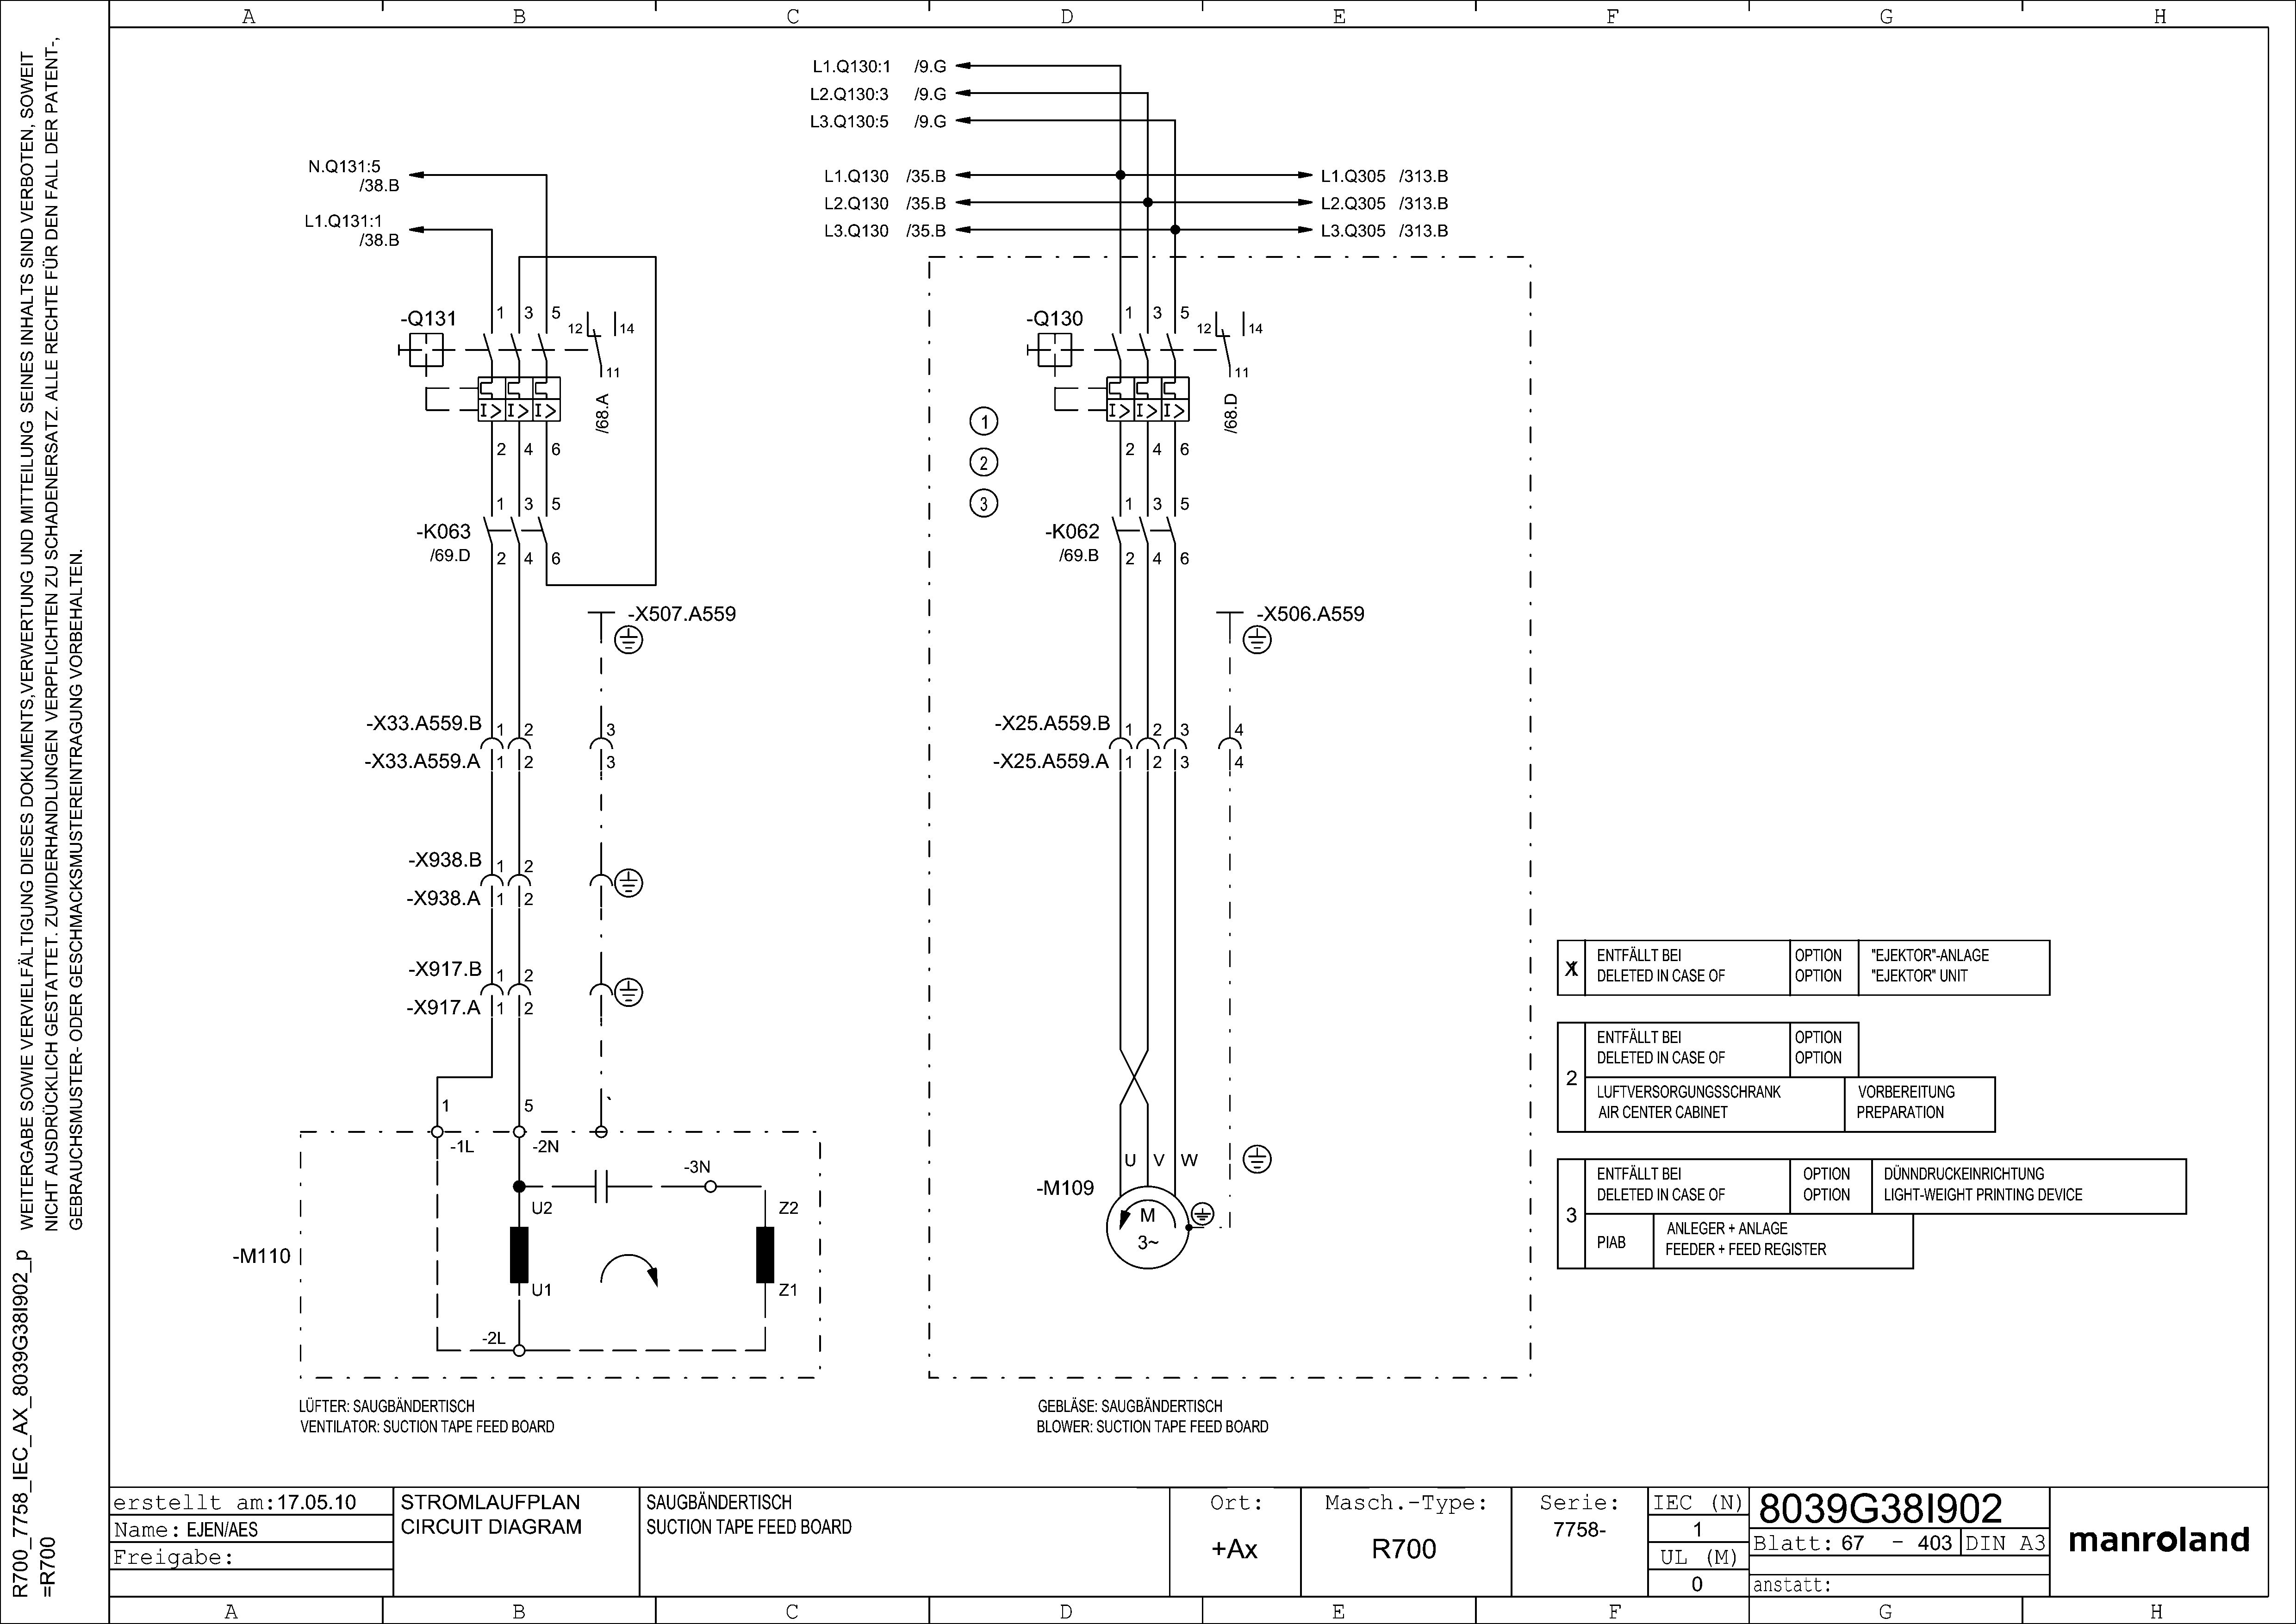 A B C D E F G H
WEITERGABE SOWIE VERVIELFÄLTIGUNG DIESES DOKUMENTS,VERWERTUNG UND MITTEILUNG SEINES INHALTS SIND VERBOTEN, SOWEIT
NICHT AUSDRÜCKLICH GESTATTET. ZUWIDERHANDLUNGEN VERPFLICHTEN ZU SCHADENERSATZ. ALLE RECHTE FÜR DEN FALL DER PATENT-,
GEBRAUCHSMUSTER- ODER GESCHMACKSMUSTEREINTRAGUNG VORBEHALTEN.
R700_7758_IEC_AX_8039G38I902_p
=R700
N.Q131:5
/38.B
L1.Q131:1
/38.B
-Q131
1 3 5
12 14
11
/68.A
I> I> I>
2 4 6
1 3 5
-K063
/69.D
2 4 6
-X507.A559
-X33.A559.B 1 2 3
-X33.A559.A 1 2 3
-X938.B 1 2
-X938.A 1 2
-X917.B 1 2
-X917.A 1 2
1 5
-1L -2N
-3N
U2 Z2
-M110
U1 Z1
-2L
LÜFTER: SAUGBÄNDERTISCH
VENTILATOR: SUCTION TAPE FEED BOARD
L1.Q130:1 /9.G
L2.Q130:3 /9.G
L3.Q130:5 /9.G
L1.Q130 /35.B L1.Q305 /313.B
L2.Q130 /35.B L2.Q305 /313.B
L3.Q130 /35.B L3.Q305 /313.B
-Q130
1 3 5
12 14
11
/68.D
I> I> I>
1
2
3
2 4 6
1 3 5
-K062
/69.B
2 4 6
-X506.A559
-X25.A559.B 1 2 3 4
-X25.A559.A 1 2 3 4
U V W
-M109
M
3~
GEBLÄSE: SAUGBÄNDERTISCH
BLOWER: SUCTION TAPE FEED BOARD
ENTFÄLLT BEI OPTION "EJEKTOR"-ANLAGE
DELETED IN CASE OF OPTION "EJEKTOR" UNIT
2
ENTFÄLLT BEI OPTION
DELETED IN CASE OF OPTION
LUFTVERSORGUNGSSCHRANK VORBEREITUNG
AIR CENTER CABINET PREPARATION
3
ENTFÄLLT BEI OPTION DÜNNDRUCKEINRICHTUNG
DELETED IN CASE OF OPTION LIGHT-WEIGHT PRINTING DEVICE
PIAB
ANLEGER + ANLAGE
FEEDER + FEED REGISTER
erstellt am:17.05.10
Name: EJEN/AES
Freigabe:
STROMLAUFPLAN
CIRCUIT DIAGRAM
SAUGBÄNDERTISCH
SUCTION TAPE FEED BOARD
Ort:
+Ax
Masch.-Type:
R700
Serie:
7758-
IEC (N)
1
UL (M)
0
8039G38I902
Blatt: 67 - 403 DIN A3
anstatt:
manroland
A B C D E F G H